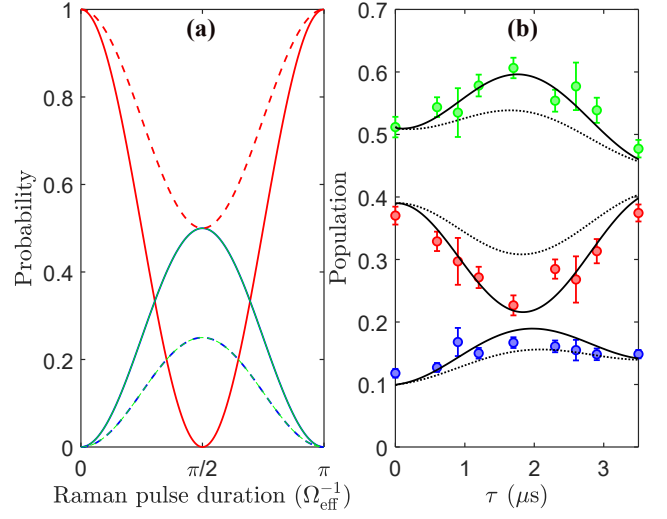 (a)
Probability
1
0.8
0.6
0.4
0.2
0
0
π/2
π
Raman pulse duration (Ω_eff^-1)
(b)
Population
0.7
0.6
0.5
0.4
0.3
0.2
0.1
0
0
1
2
3
τ (μs)